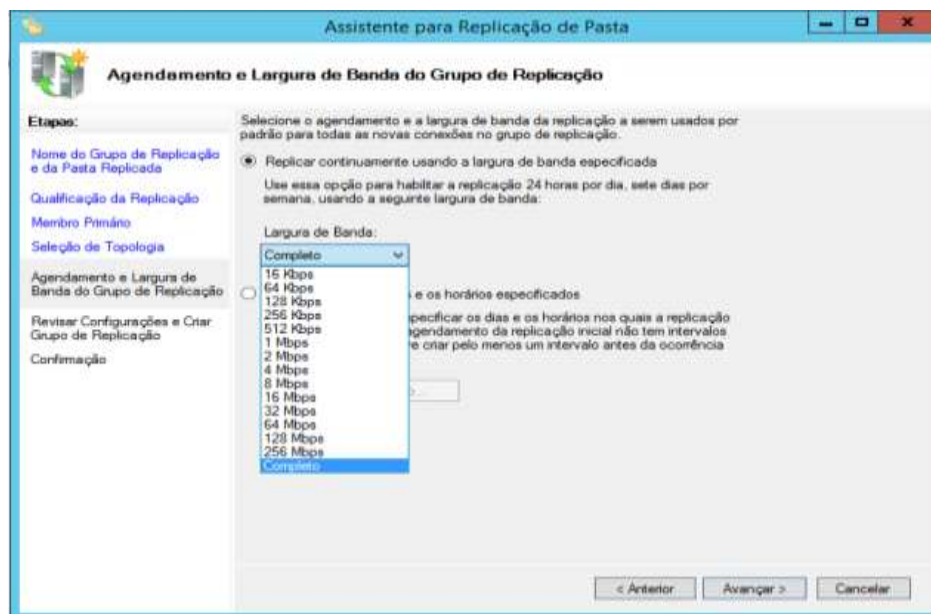 Assistente para Replicação de Pasta
Agendamento e Largura de Banda do Grupo de Replicação
Etapas:
Nome do Grupo de Replicação
e da Pasta Replicada
Qualificação da Replicação
Membro Primário
Seleção de Topologia
Agendamento e Largura de
Banda do Grupo de Replicação
Revisar Configurações e Criar
Grupo de Replicação
Confirmação
Selecione o agendamento e a largura de banda da replicação a serem usados por
padrão para todas as novas conexões no grupo de replicação.
Replicar continuamente usando a largura de banda especificada
Use essa opção para habilitar a replicação 24 horas por dia, sete dias por
semana, usando a seguinte largura de banda:
Largura de Banda:
Completo
16 Kbps
64 Kbps
128 Kbps
256 Kbps
512 Kbps
1 Mbps
2 Mbps
4 Mbps
8 Mbps
16 Mbps
32 Mbps
64 Mbps
128 Mbps
256 Mbps
Completo
e os horários especificados
pecificar os dias e os horários nos quais a replicação
agendamento da replicação inicial não tem intervalos
e criar pelo menos um intervalo antes da ocorrência
< Anterior
Avançar >
Cancelar